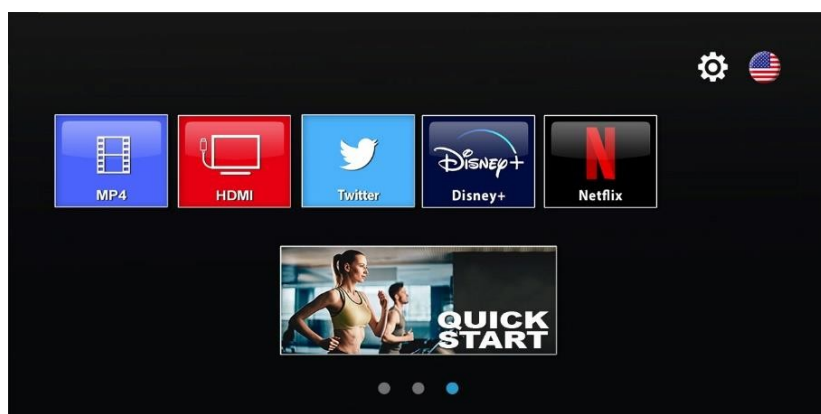 MP4
HDMI
Twitter
Disney+
Disney+
N
Netflix
QUICK
START